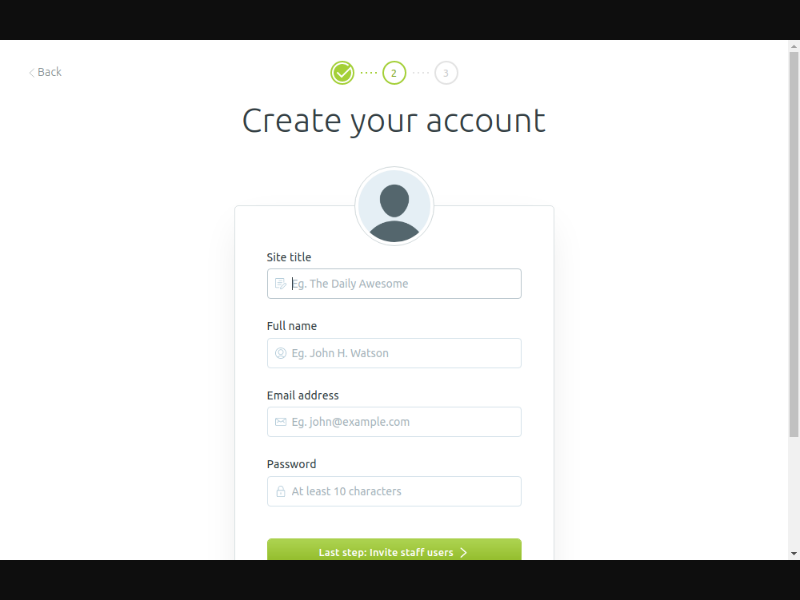 Back
2
3
Create your account
Site title
Eg. The Daily Awesome
Full name
Eg. John H. Watson
Email address
Eg. john@example.com
Password
At least 10 characters
Last step: Invite staff users